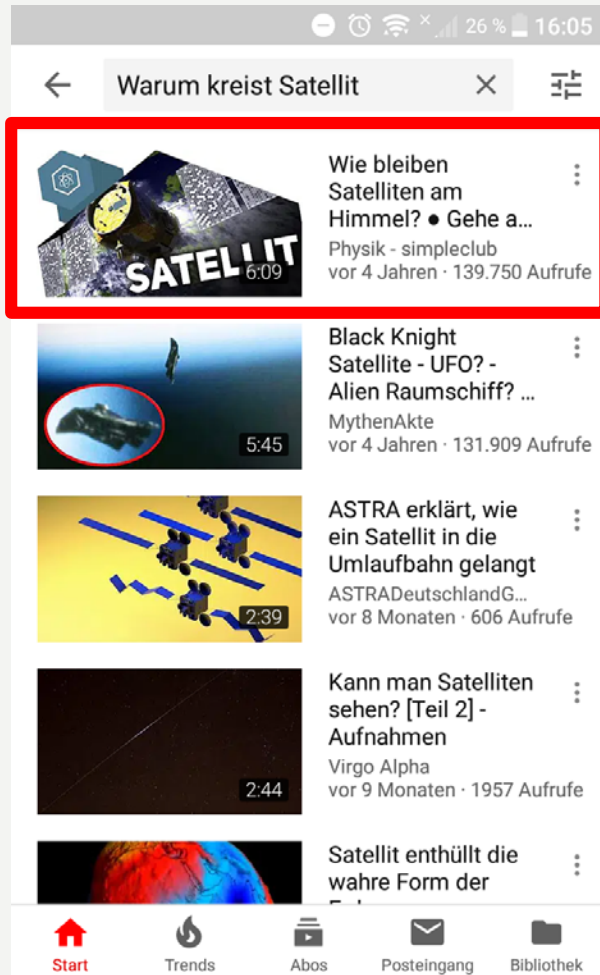 26 % 16:05
Warum kreist Satellit
SATELLIT
6:09
Wie bleiben
Satelliten am
Himmel? ● Gehe a...
Physik - simpleclub
vor 4 Jahren · 139.750 Aufrufe
5:45
Black Knight
Satellite - UFO? -
Alien Raumschiff? ...
MythenAkte
vor 4 Jahren · 131.909 Aufrufe
2:39
ASTRA erklärt, wie
ein Satellit in die
Umlaufbahn gelangt
ASTRADeutschlandG...
vor 8 Monaten · 606 Aufrufe
2:44
Kann man Satelliten
sehen? [Teil 2] -
Aufnahmen
Virgo Alpha
vor 9 Monaten · 1957 Aufrufe
Satellit enthüllt die
wahre Form der
Start Trends Abos Posteingang Bibliothek